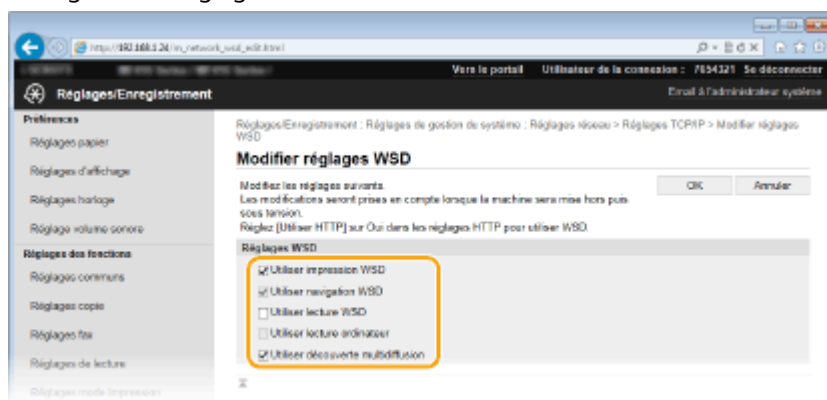 http://192.168.1.24/m_network_wsd_edit.html
Vers le portail Utilisateur de la connexion : 7654321 Se déconnecter
Réglages/Enregistrement
Email à l'administrateur système
Préférences
Réglages papier
Réglages d'affichage
Réglages horloge
Réglage volume sonore
Réglages des fonctions
Réglages communs
Réglages copie
Réglages fax
Réglages de lecture
Réglages mode Impression
Réglages/Enregistrement : Réglages de gestion du système : Réglages réseau > Réglages TCP/IP > Modifier réglages
WSD
Modifier réglages WSD
Modifiez les réglages suivants.
Les modifications seront prises en compte lorsque la machine sera mise hors puis
sous tension.
Réglez [Utiliser HTTP] sur Oui dans les réglages HTTP pour utiliser WSD.
OK Annuler
Réglages WSD
Utiliser impression WSD
Utiliser navigation WSD
Utiliser lecture WSD
Utiliser lecture ordinateur
Utiliser découverte multidiffusion